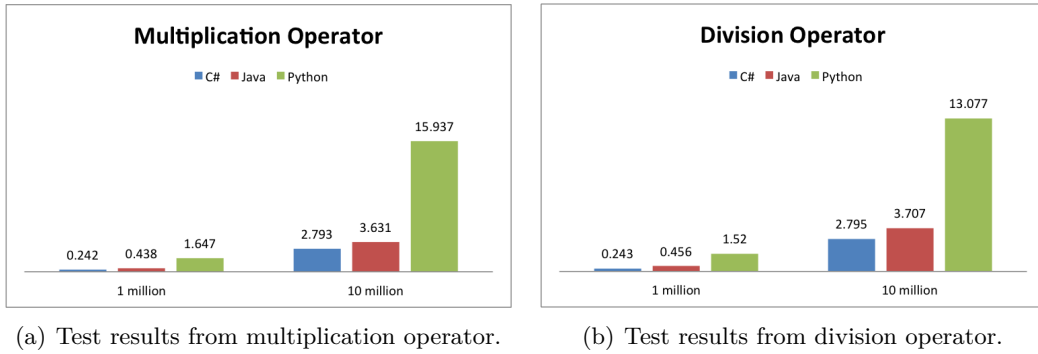 Multiplication Operator
C# Java Python
0.242 0.438 1.647 2.793 3.631 15.937
1 million 10 million
(a) Test results from multiplication operator.
Division Operator
C# Java Python
0.243 0.456 1.52 2.795 3.707 13.077
1 million 10 million
(b) Test results from division operator.